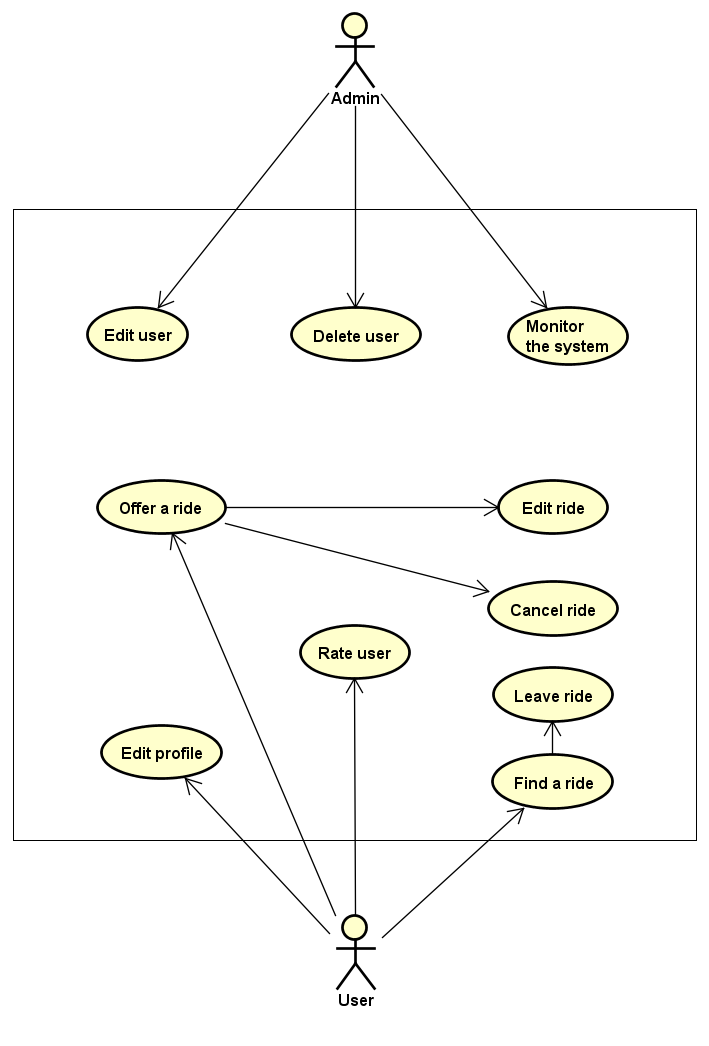 Admin
Edit user
Delete user
Monitor
the system
Offer a ride
Edit ride
Cancel ride
Rate user
Leave ride
Edit profile
Find a ride
User